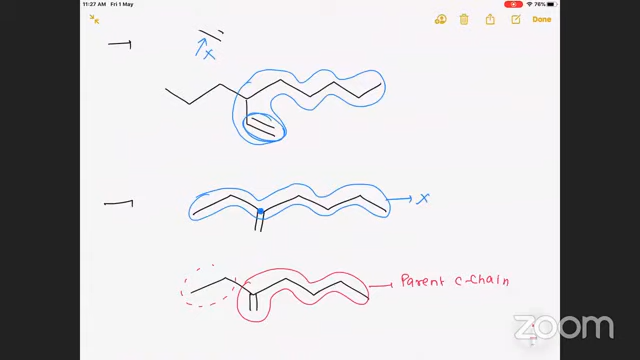 11:27 AM Fri 1 May
76%
Done
x
x
Parent c-chain
zoom